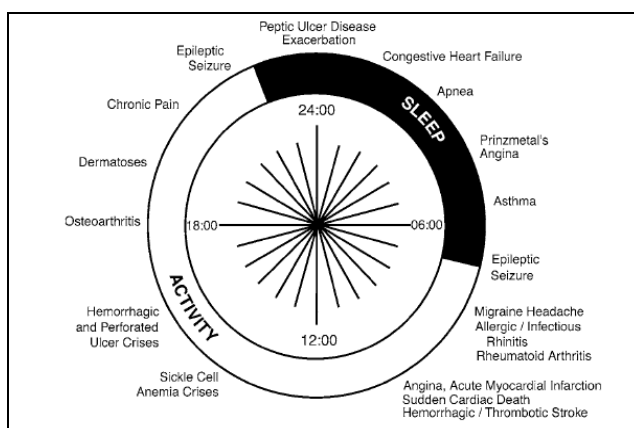 Peptic Ulcer Disease
Exacerbation
Epileptic
Seizure
Congestive Heart Failure
Chronic Pain
Apnea
SLEEP
24:00
Prinzmetal's
Angina
Dermatoses
Asthma
Osteoarthritis
18:00
06:00
Epileptic
Seizure
ACTIVITY
Hemorrhagic
and Perforated
Ulcer Crises
12:00
Migraine Headache
Allergic / Infectious
Rhinitis
Rheumatoid Arthritis
Sickle Cell
Anemia Crises
Angina, Acute Myocardial Infarction
Sudden Cardiac Death
Hemorrhagic / Thrombotic Stroke